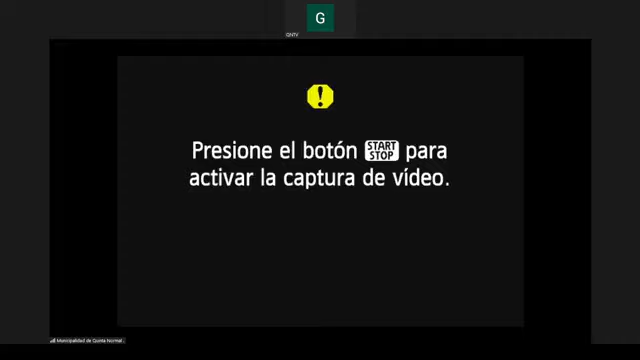 G
QNTV
!
Presione el botón START STOP para
activar la captura de vídeo.
Municipalidad de Quinta Normal...